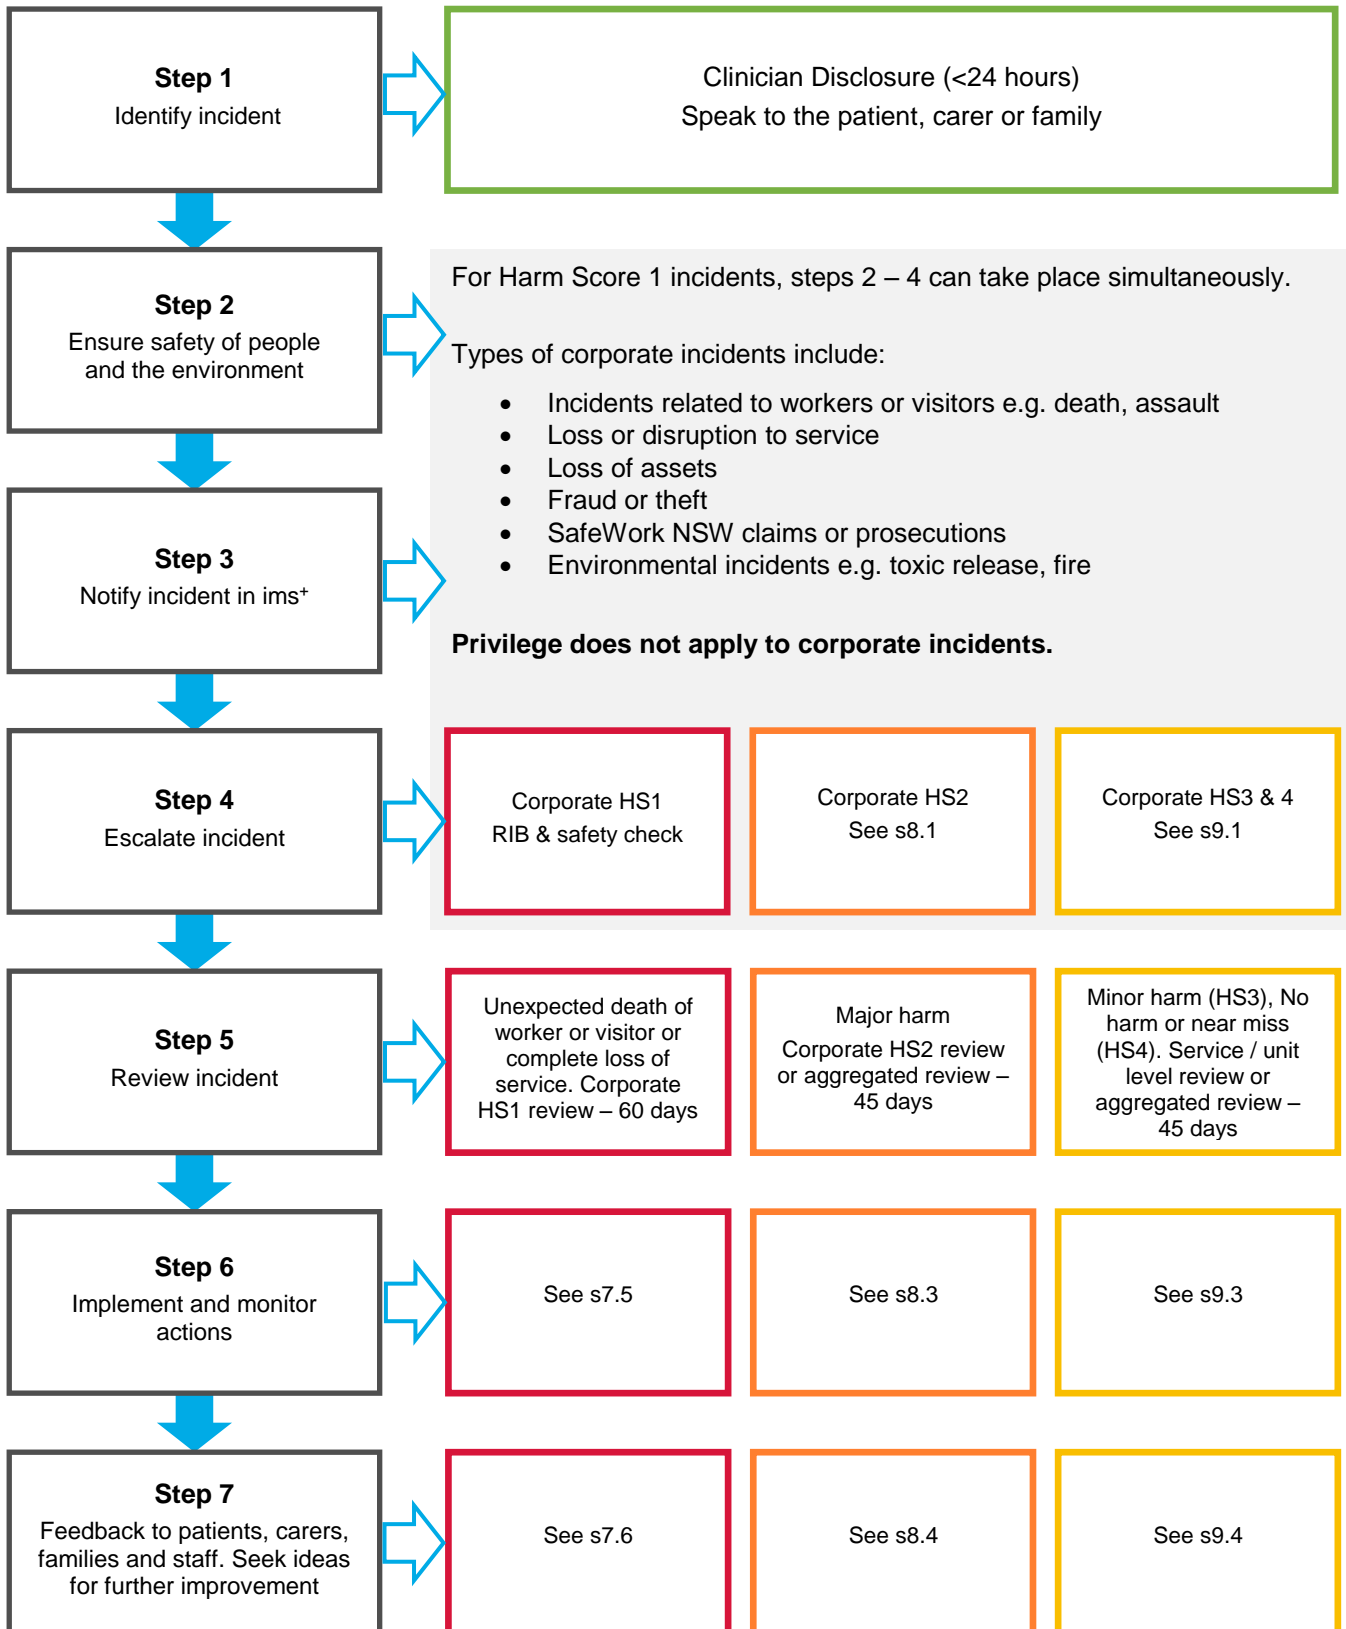 Step 1
Identify incident
Clinician Disclosure (<24 hours)
Speak to the patient, carer or family
Step 2
Ensure safety of people
and the environment
For Harm Score 1 incidents, steps 2 – 4 can take place simultaneously.
Types of corporate incidents include:
• Incidents related to workers or visitors e.g. death, assault
• Loss or disruption to service
• Loss of assets
• Fraud or theft
• SafeWork NSW claims or prosecutions
• Environmental incidents e.g. toxic release, fire
Privilege does not apply to corporate incidents.
Step 3
Notify incident in ims⁺
Step 4
Escalate incident
Corporate HS1
RIB & safety check
Corporate HS2
See s8.1
Corporate HS3 & 4
See s9.1
Step 5
Review incident
Unexpected death of
worker or visitor or
complete loss of
service. Corporate
HS1 review – 60 days
Major harm
Corporate HS2 review
or aggregated review –
45 days
Minor harm (HS3), No
harm or near miss
(HS4). Service / unit
level review or
aggregated review –
45 days
Step 6
Implement and monitor
actions
See s7.5
See s8.3
See s9.3
Step 7
Feedback to patients, carers,
families and staff. Seek ideas
for further improvement
See s7.6
See s8.4
See s9.4